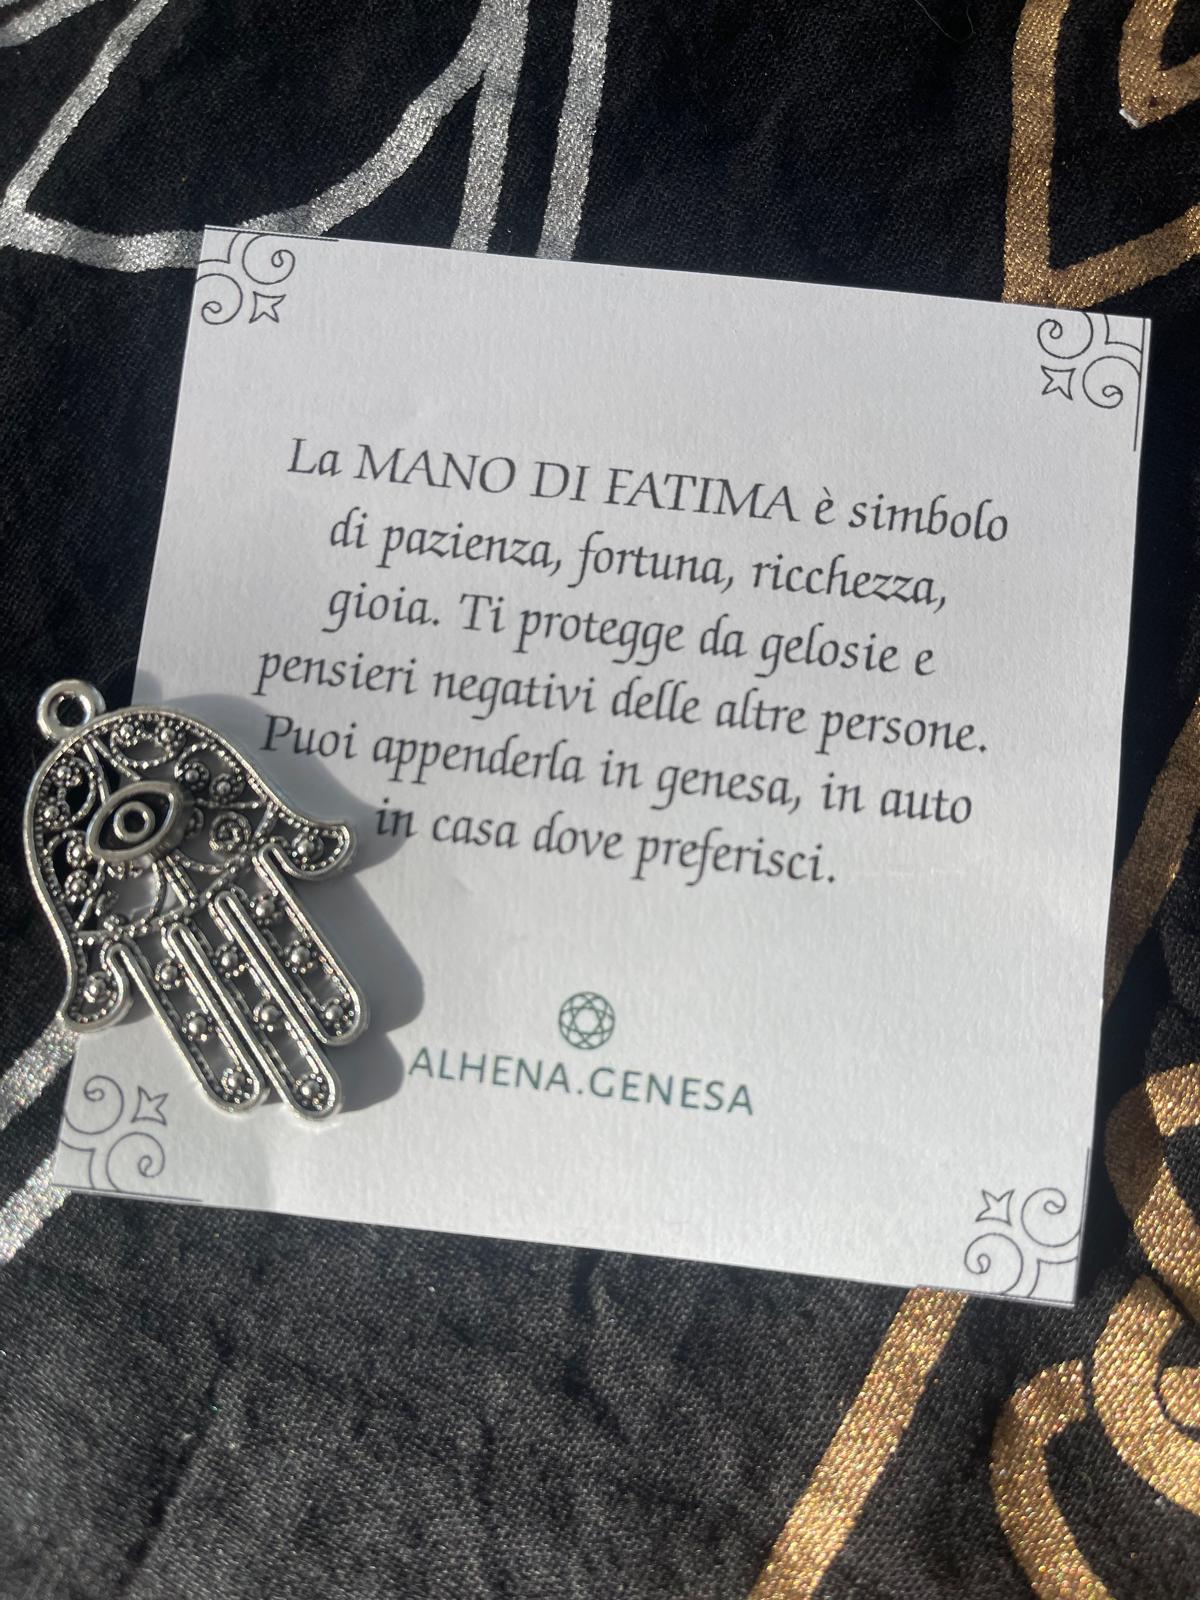 La MANO DI FATIMA è simbolo
di pazienza, fortuna, ricchezza,
gioia. Ti protegge da gelosie e
pensieri negativi delle altre persone.
Puoi appenderla in genesa, in auto
in casa dove preferisci.
ALHENA.GENESA